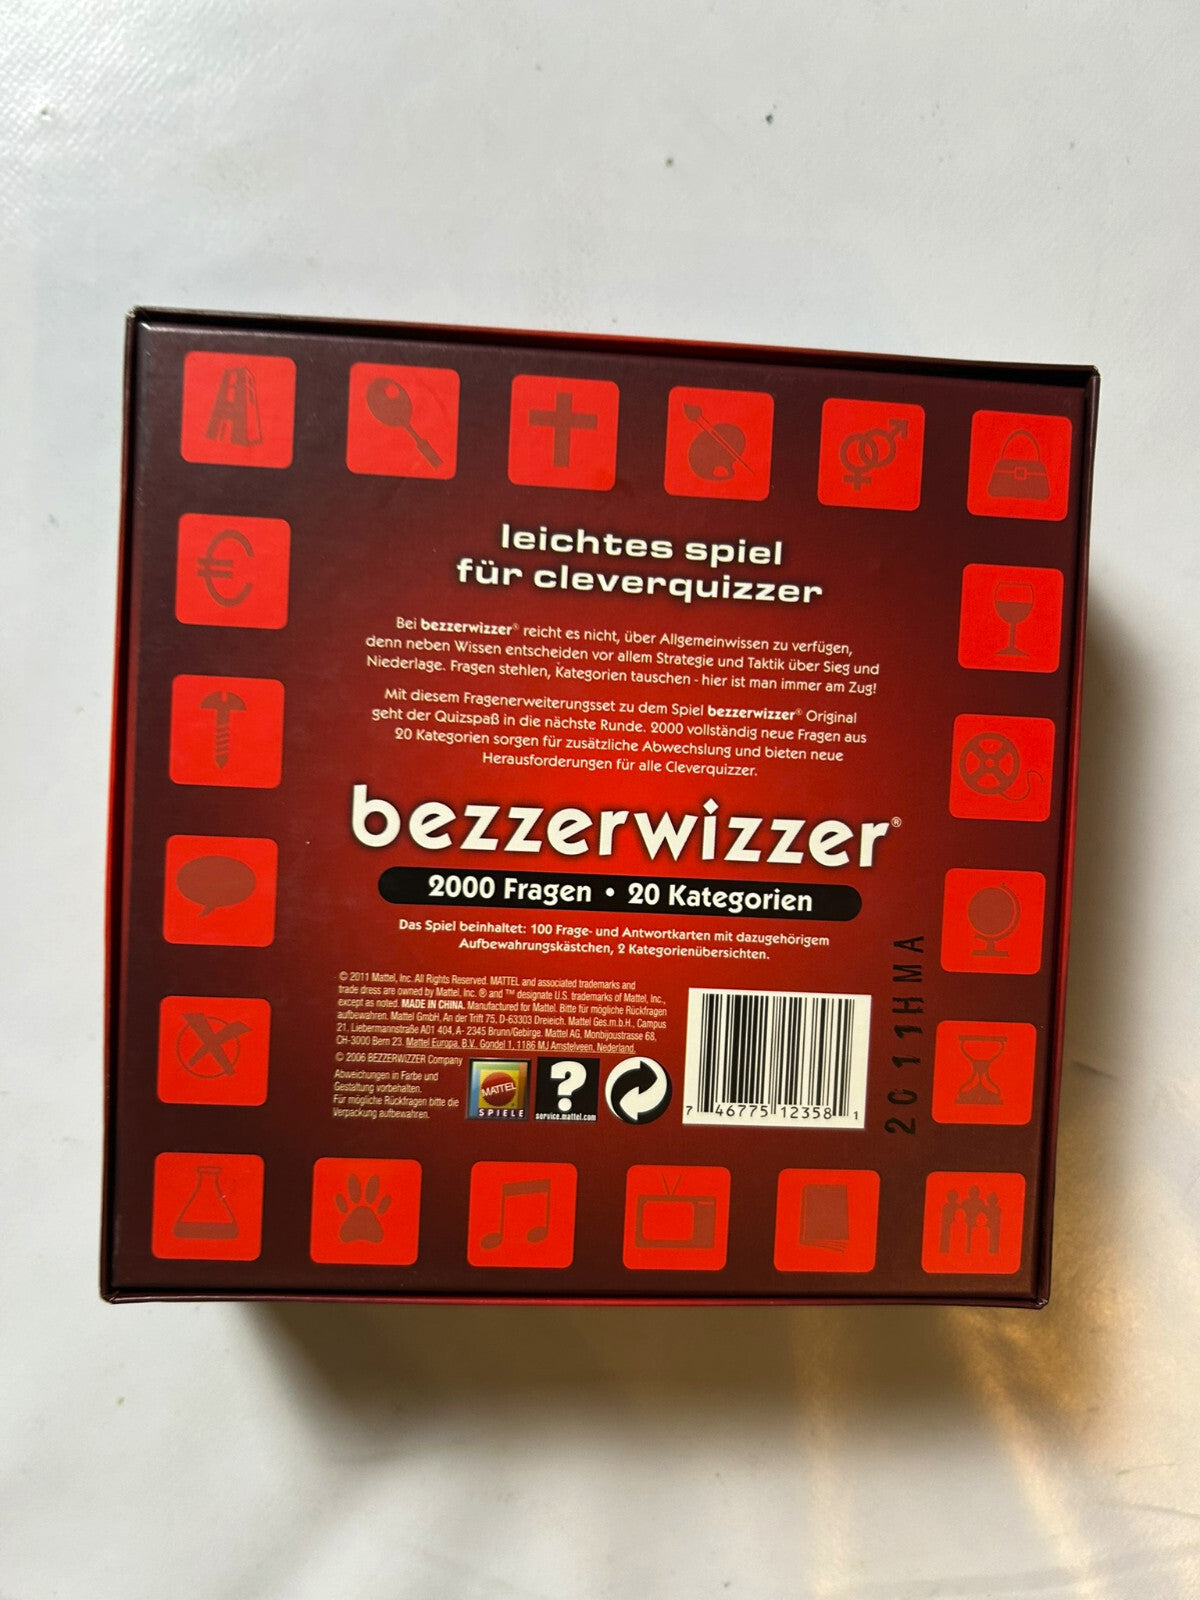 leichtes spiel
für cleverquizzer
Bei bezzerwizzer® reicht es nicht, über Allgemeinwissen zu verfügen,
denn neben Wissen entscheiden vor allem Strategie und Taktik über Sieg und
Niederlage. Fragen stehlen, Kategorien tauschen - hier ist man immer am Zug!
Mit diesem Fragenerweiterungsset zu dem Spiel bezzerwizzer® Original
geht der Quizspaß in die nächste Runde. 2000 vollständig neue Fragen aus
20 Kategorien sorgen für zusätzliche Abwechslung und bieten neue
Herausforderungen für alle Cleverquizzer.
bezzerwizzer®
2000 Fragen • 20 Kategorien
Das Spiel beinhaltet: 100 Frage- und Antwortkarten mit dazugehörigem
Aufbewahrungskästchen, 2 Kategorienübersichten.
© 2011 Mattel, Inc. All Rights Reserved. MATTEL and associated trademarks and
trade dress are owned by Mattel, Inc. ® and ™ designate U.S. trademarks of Mattel, Inc.,
except as noted. MADE IN CHINA. Manufactured for Mattel. Bitte für mögliche Rückfragen
aufbewahren. Mattel GmbH, An der Trift 75, D-63303 Dreieich. Mattel Ges.m.b.H., Campus
21, Liebermannstraße A01 404, A- 2345 Brunn/Gebirge. Mattel AG, Monbijoustrasse 68,
CH-3000 Bern 23. Mattel Europa, B.V. Gondel 1, 1186 MJ Amstelveen, Nederland.
© 2006 BEZZERWIZZER Company
Abweichungen in Farbe und
Gestaltung vorbehalten.
Für mögliche Rückfragen bitte die
Verpackung aufbewahren.
MATTEL
SPIELE
?
service.mattel.com
7 46775 12358 1
2011HMA